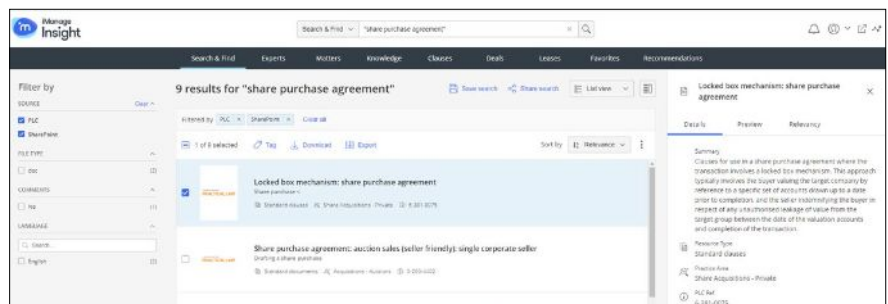 iManage
Insight
Search & Find
"share purchase agreement"
Search & Find
Experts
Matters
Knowledge
Clauses
Deals
Leases
Favorites
Recommendations
Filter by
SOURCE
Clear
PLC
SharePoint
FILE TYPE
doc
COMMENTS
No
LANGUAGE
Search
English
9 results for "share purchase agreement"
Save search
Share search
List view
Filtered by PLC × SharePoint × Clear all
1 of 9 selected
Tag
Download
Export
Sort by
Relevance
PRACTICAL LAW
Locked box mechanism: share purchase agreement
Standard clauses
Share Acquisitions - Private
Share purchase agreement: auction sales (seller friendly): single corporate seller
Drafting a share purchase
Standard documents
Acquisitions - Auctions
Locked box mechanism: share purchase
agreement
Details
Preview
Relevancy
Summary
Clauses for use in a share purchase agreement where the
transaction involves a locked box mechanism. This approach
typically involves the buyer valuing the target company by
reference to a specific set of accounts drawn up to a date
prior to completion, and the seller indemnifying the buyer in
respect of any unauthorised leakage of value from the
target group between the date of the valuation accounts
and completion of the transaction.
Resource Type
Standard clauses
Practice Area
Share Acquisitions - Private
PLC Ref